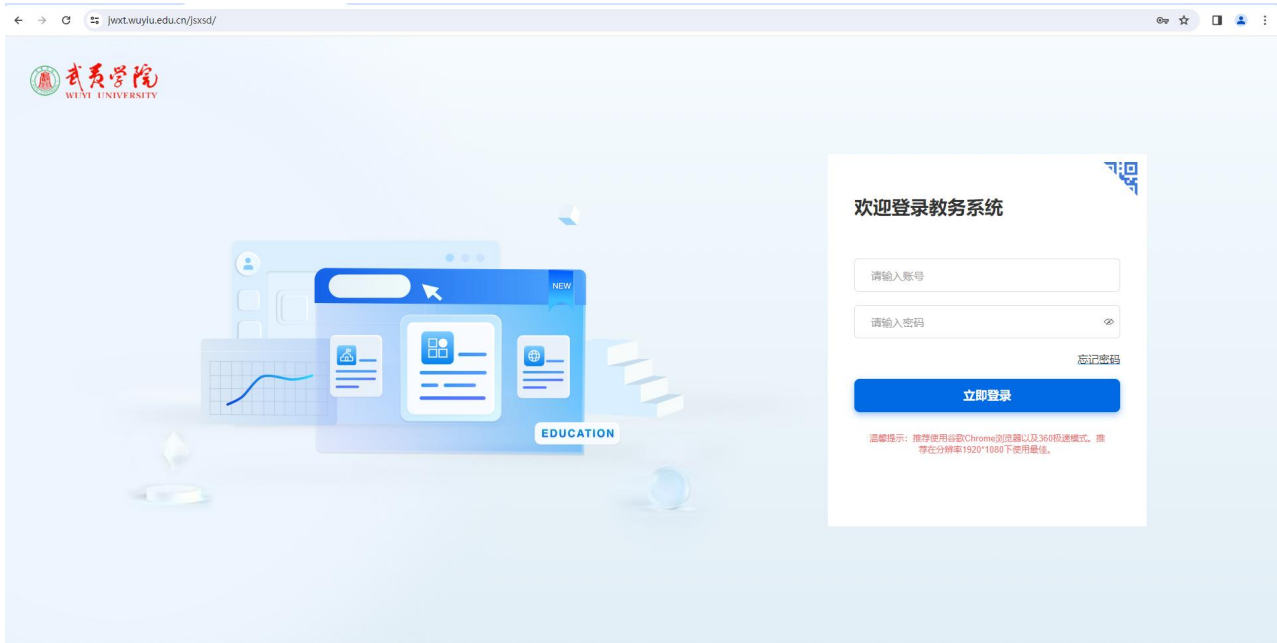 jwxt.wuyiu.edu.cn/jsxsd/
武夷学院
WUYI UNIVERSITY
欢迎登录教务系统
请输入账号
NEW
请输入密码
忘记密码
立即登录
EDUCATION
温馨提示：推荐使用谷歌Chrome浏览器以及360极速模式。推
荐在分辨率1920*1080下使用最佳。